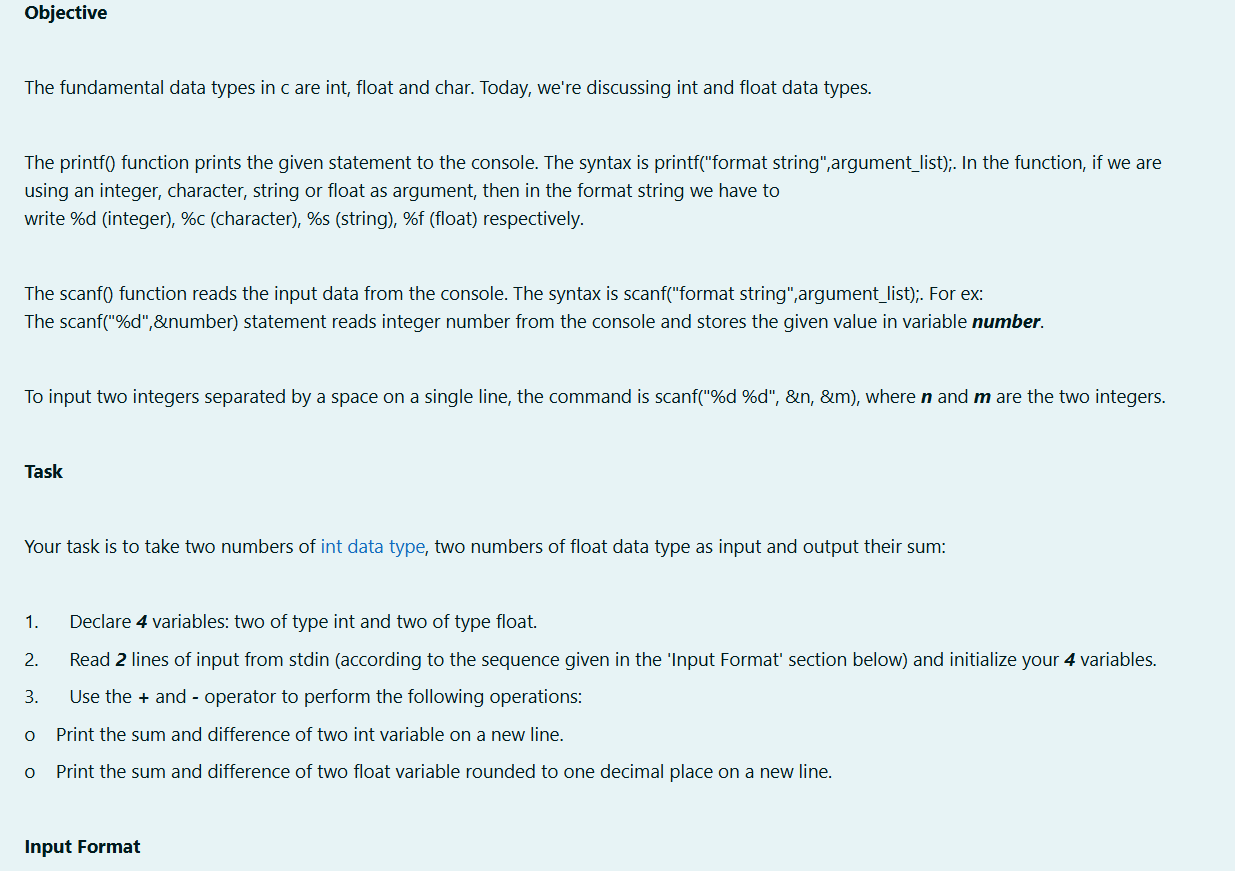 Objective
The fundamental data types in c are int, float and char. Today, we're discussing int and float data types.
The printf() function prints the given statement to the console. The syntax is printf("format string",argument_list);. In the function, if we are
using an integer, character, string or float as argument, then in the format string we have to
write %d (integer), %c (character), %s (string), %f (float) respectively.
The scanf() function reads the input data from the console. The syntax is scanf("format string",argument_list);. For ex:
The scanf("%d",&number) statement reads integer number from the console and stores the given value in variable number.
To input two integers separated by a space on a single line, the command is scanf("%d %d", &n, &m), where n and m are the two integers.
Task
Your task is to take two numbers of int data type, two numbers of float data type as input and output their sum:
1. Declare 4 variables: two of type int and two of type float.
2. Read 2 lines of input from stdin (according to the sequence given in the 'Input Format' section below) and initialize your 4 variables.
3. Use the + and - operator to perform the following operations:
o Print the sum and difference of two int variable on a new line.
o Print the sum and difference of two float variable rounded to one decimal place on a new line.
Input Format